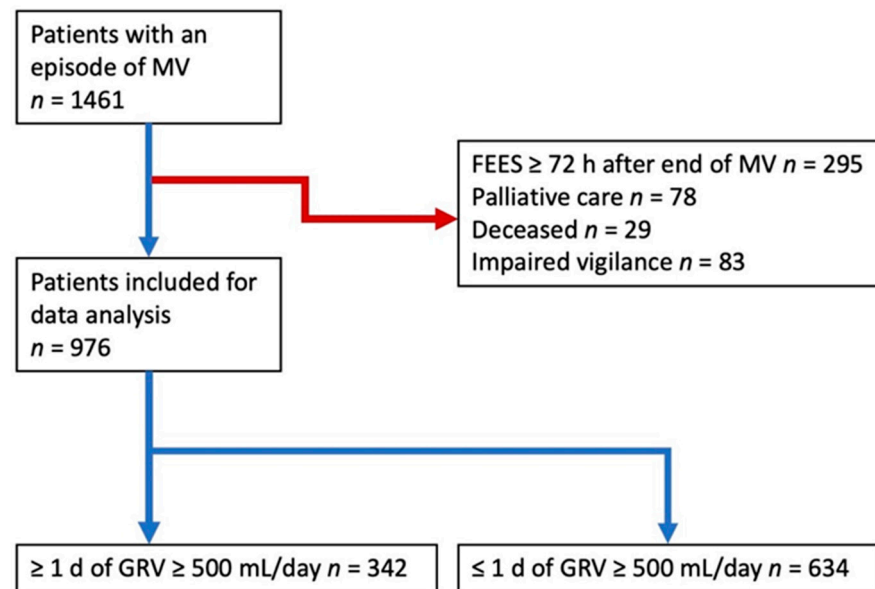 Patients with an
episode of MV
n = 1461
FEES ≥ 72 h after end of MV n = 295
Palliative care n = 78
Deceased n = 29
Impaired vigilance n = 83
Patients included for
data analysis
n = 976
≥ 1 d of GRV ≥ 500 mL/day n = 342
≤ 1 d of GRV ≥ 500 mL/day n = 634